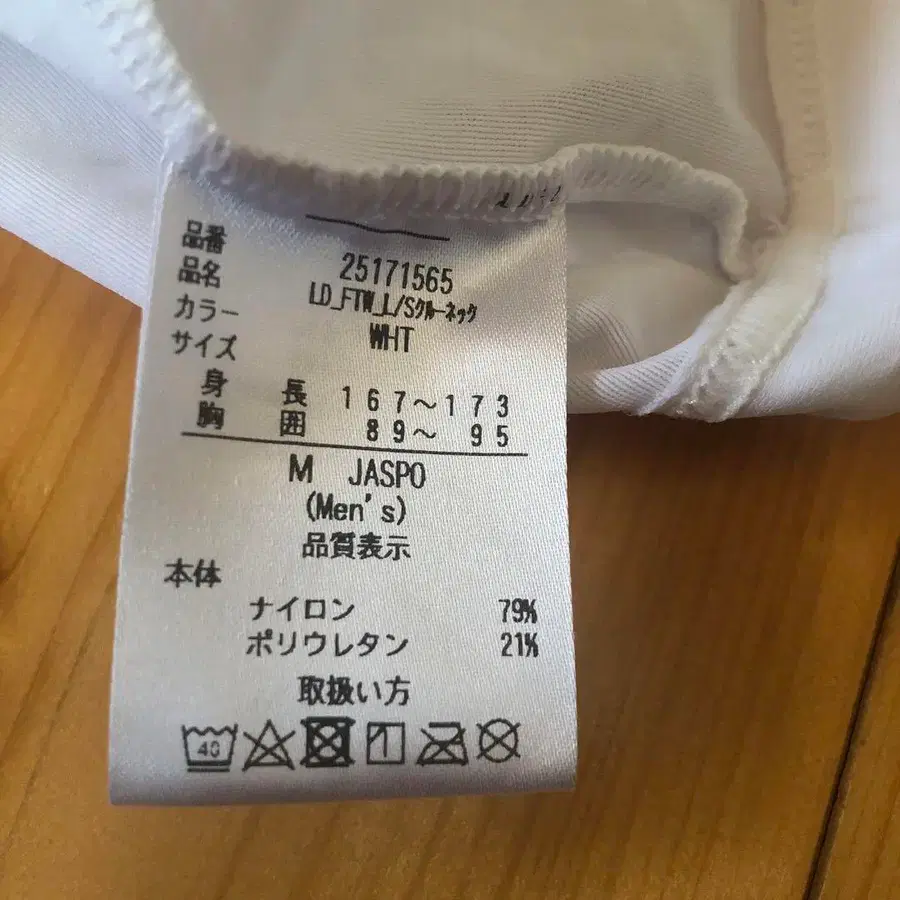 品番 25171565
品名 LD_FTW_L/Sクルーネック
カラー WHT
サイズ
身長 167～173
胸囲 89～ 95
M JASPO
(Men's)
品質表示
本体
ナイロン 79%
ポリウレタン 21%
取扱い方
40